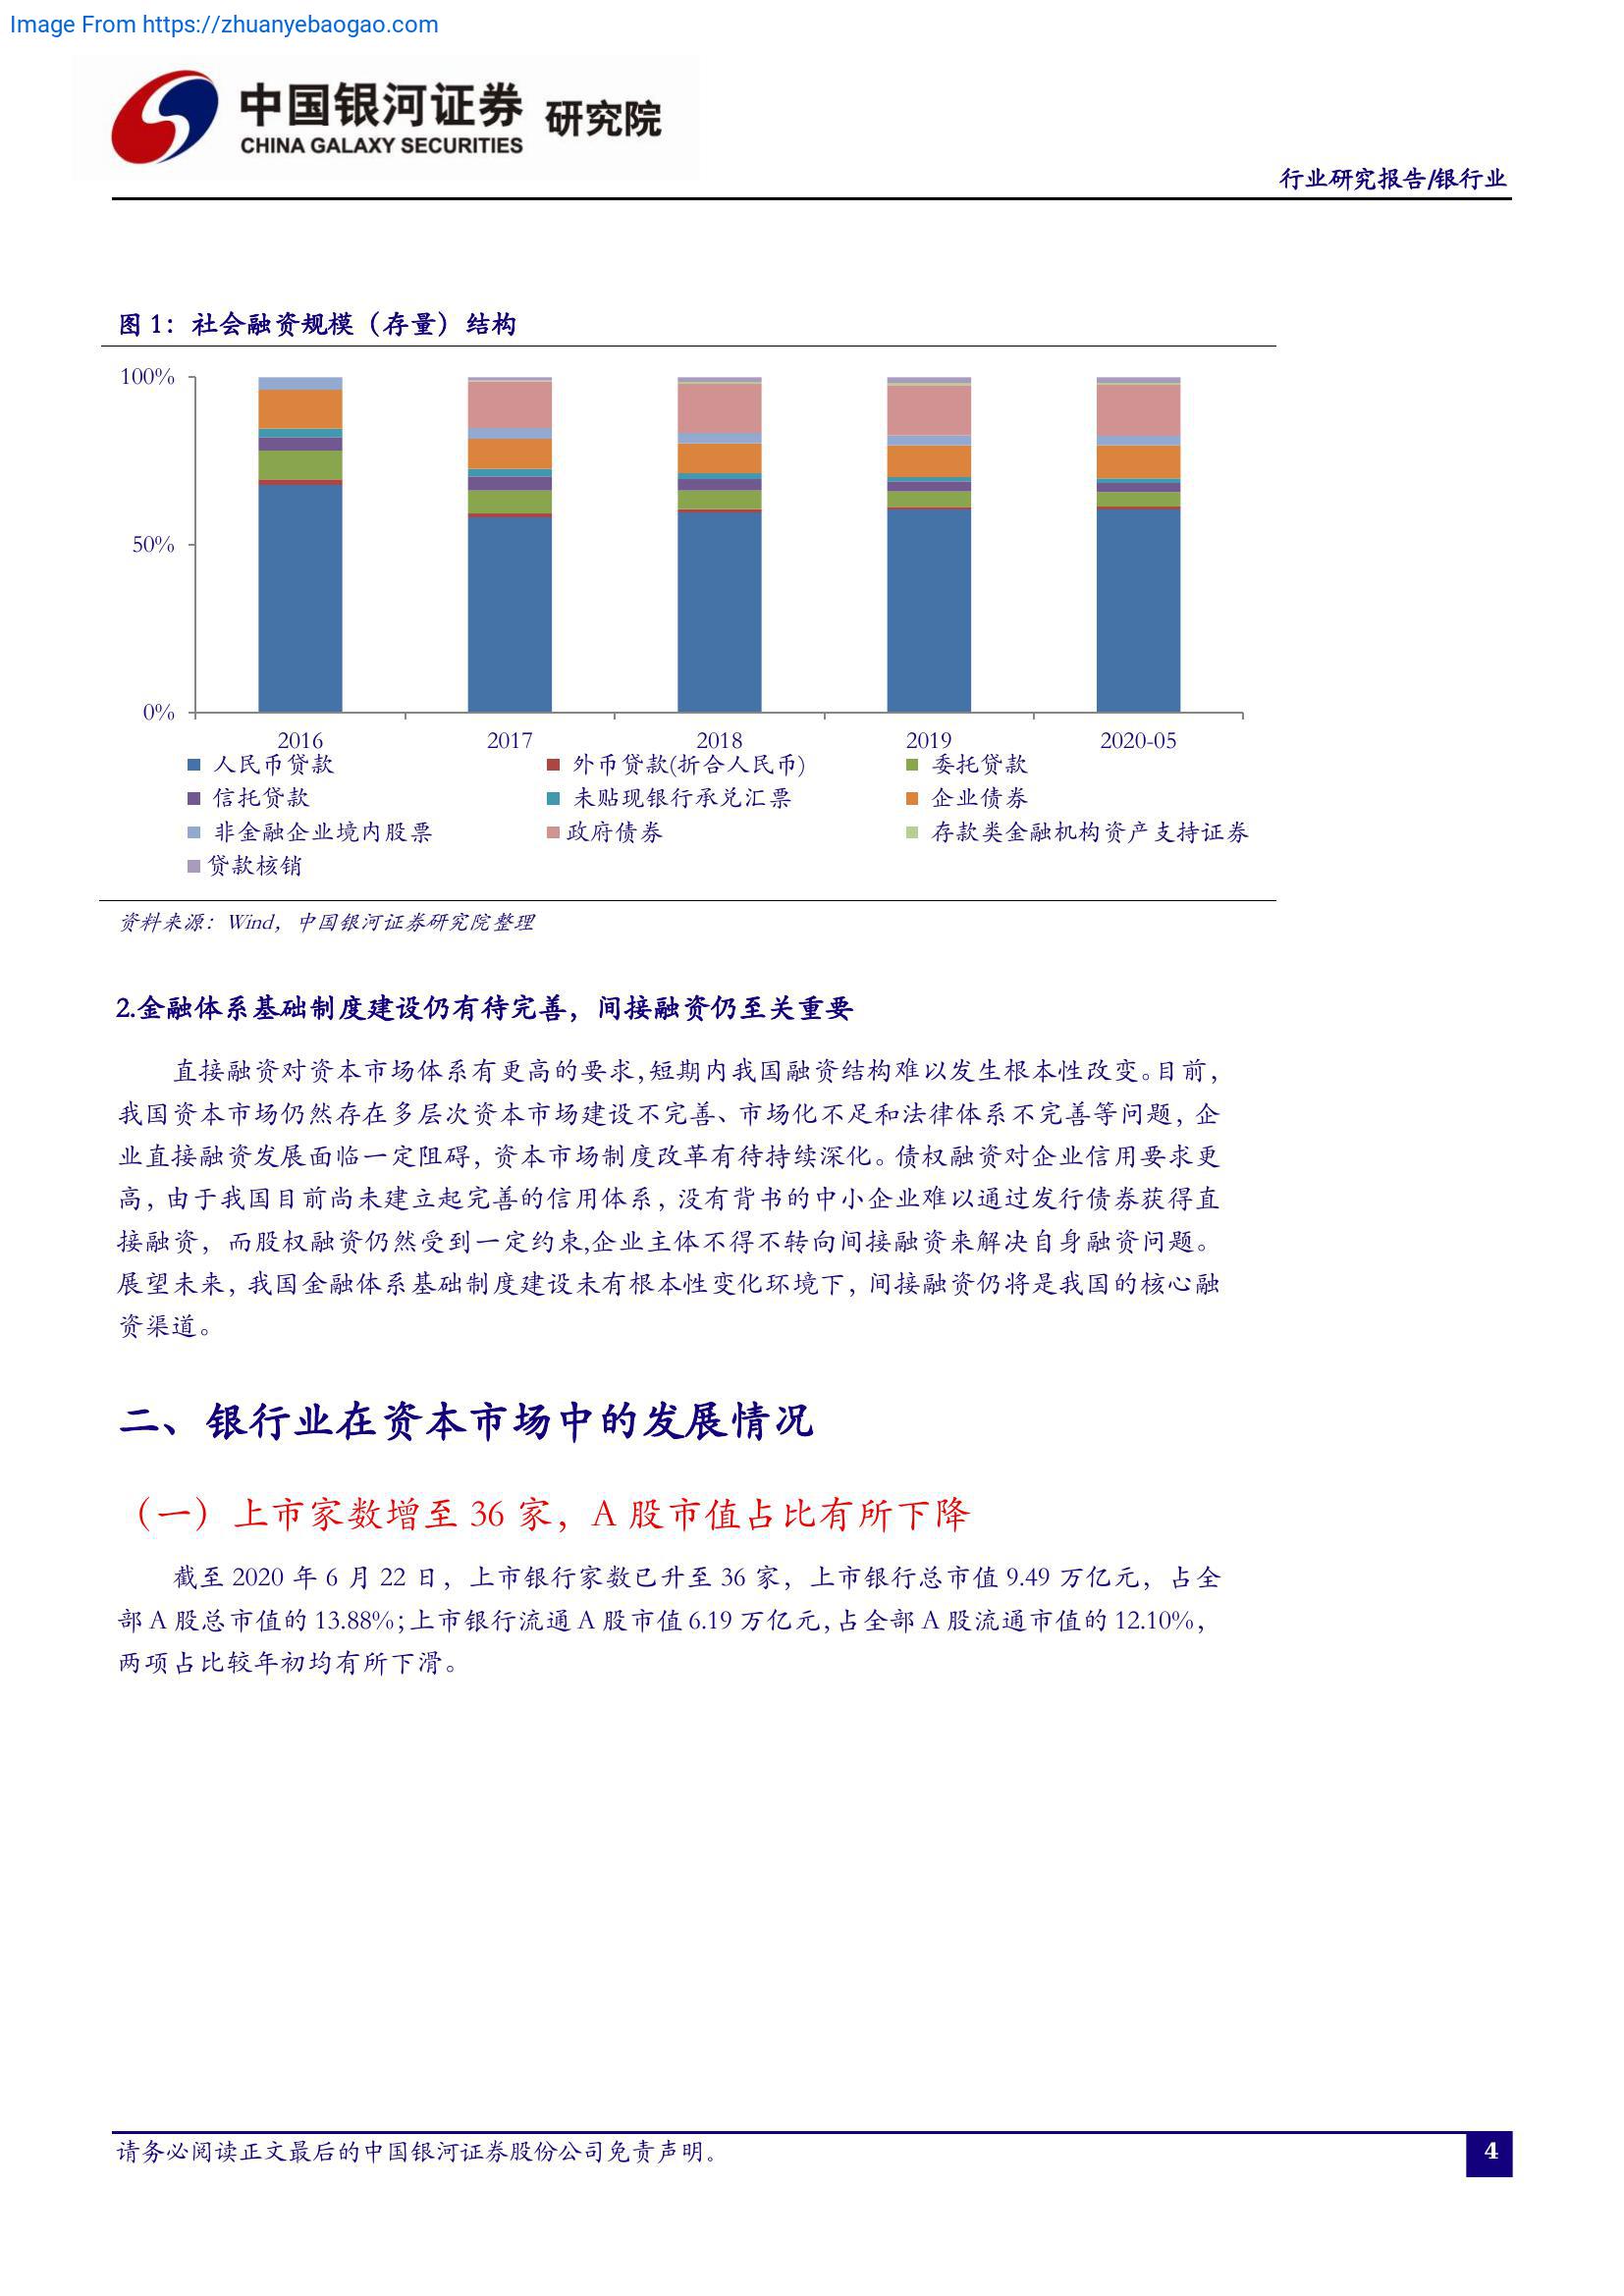 Image From https://zhuanyebaogao.com
中国银河证券 研究院
CHINA GALAXY SECURITIES
行业研究报告/银行业
图 1：社会融资规模（存量）结构
100%
50%
0%
2016 2017 2018 2019 2020-05
人民币贷款 外币贷款(折合人民币) 委托贷款
信托贷款 未贴现银行承兑汇票 企业债券
非金融企业境内股票 政府债券 存款类金融机构资产支持证券
贷款核销
资料来源：Wind，中国银河证券研究院整理
2.金融体系基础制度建设仍有待完善，间接融资仍至关重要
直接融资对资本市场体系有更高的要求,短期内我国融资结构难以发生根本性改变。目前，
我国资本市场仍然存在多层次资本市场建设不完善、市场化不足和法律体系不完善等问题，企
业直接融资发展面临一定阻碍，资本市场制度改革有待持续深化。债权融资对企业信用要求更
高，由于我国目前尚未建立起完善的信用体系，没有背书的中小企业难以通过发行债券获得直
接融资，而股权融资仍然受到一定约束,企业主体不得不转向间接融资来解决自身融资问题。
展望未来，我国金融体系基础制度建设未有根本性变化环境下，间接融资仍将是我国的核心融
资渠道。
二、银行业在资本市场中的发展情况
（一）上市家数增至 36 家，A 股市值占比有所下降
截至 2020 年 6 月 22 日，上市银行家数已升至 36 家，上市银行总市值 9.49 万亿元，占全
部 A 股总市值的 13.88%；上市银行流通 A 股市值 6.19 万亿元，占全部 A 股流通市值的 12.10%，
两项占比较年初均有所下滑。
请务必阅读正文最后的中国银河证券股份公司免责声明。
4